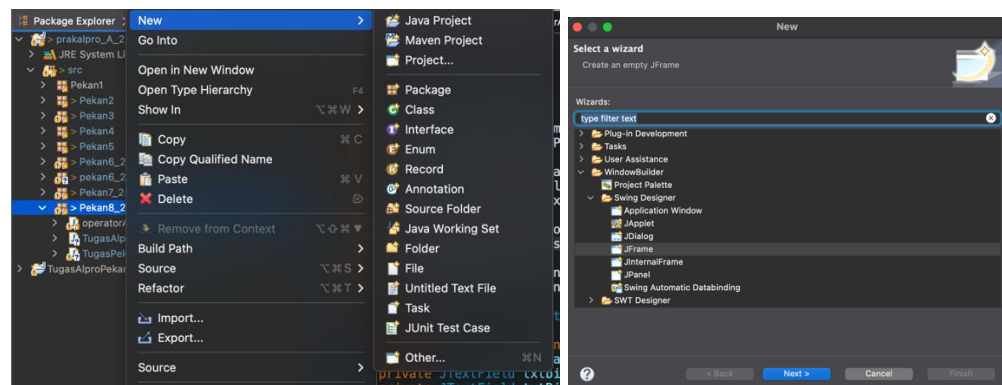 Package Explorer
> prakalpro_A_2
JRE System Li
> src
Pekan1
> Pekan2
> Pekan3
> Pekan4
> Pekan5
> Pekan6_2
> pekan6_2
> Pekan7_2
> Pekan8_2
operator
TugasAlp
TugasPek
TugasAlproPekan
New
Go Into
Open in New Window
Open Type Hierarchy F4
Show In ⌥⌘W
Copy ⌘C
Copy Qualified Name
Paste ⌘V
Delete
Remove from Context ⌥⇧⌘▼
Build Path
Source ⌥⌘S
Refactor ⌥⌘T
Import...
Export...
Source
Java Project
Maven Project
Project...
Package
Class
Interface
Enum
Record
Annotation
Source Folder
Java Working Set
Folder
File
Untitled Text File
Task
JUnit Test Case
Other... ⌘N
private JTextField txtBi
New
Select a wizard
Create an empty JFrame
Wizards:
type filter text
Plug-in Development
Tasks
User Assistance
WindowBuilder
Project Palette
Swing Designer
Application Window
JApplet
JDialog
JFrame
JInternalFrame
JPanel
Swing Automatic Databinding
SWT Designer
? < Back Next > Cancel Finish